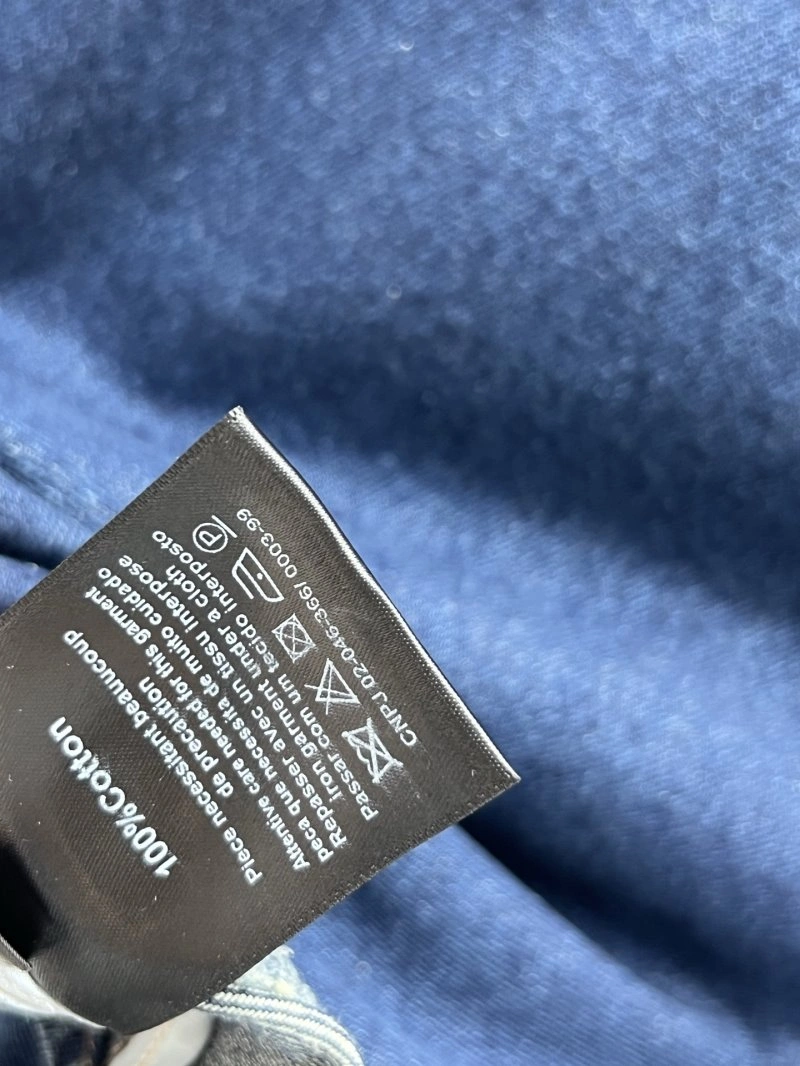 100%Cotton
Piece necessitant beaucoup
de precaution
Attentive care needed for this garment
peca que necessita de muito cuidado
Repasser avec un tissu interpose
iron garment under a cloth
Passar com um tecido interposto
P
CNPJ 02-046-366/ 0003-99